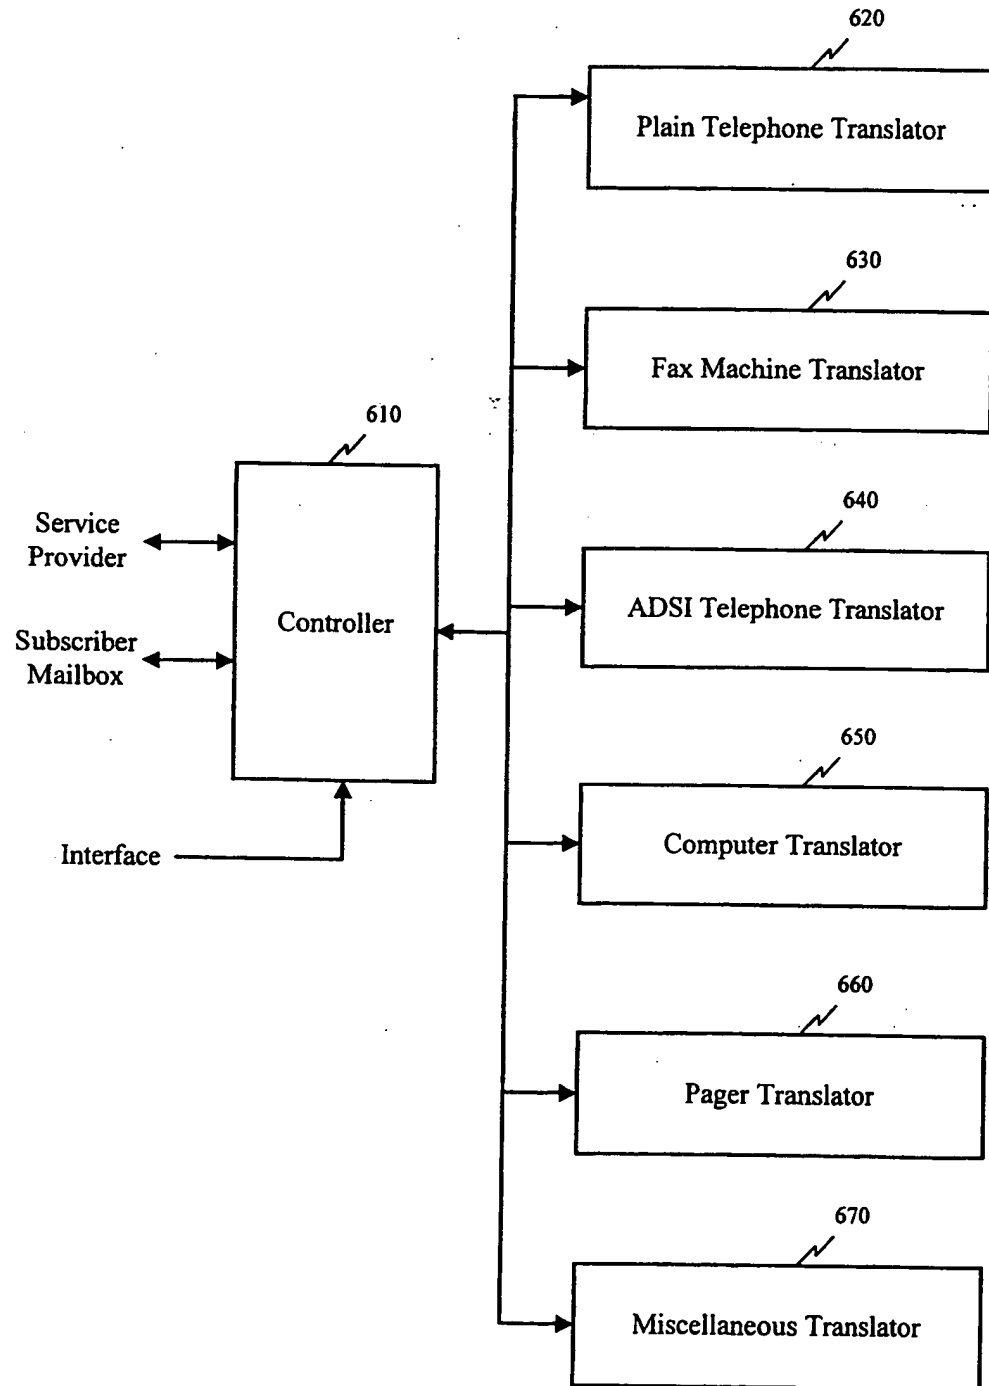 620
Plain Telephone Translator
630
Fax Machine Translator
610
640
Service
Provider
ADSI Telephone Translator
Controller
Subscriber
Mailbox
650
Interface
Computer Translator
660
Pager Translator
670
Miscellaneous Translator